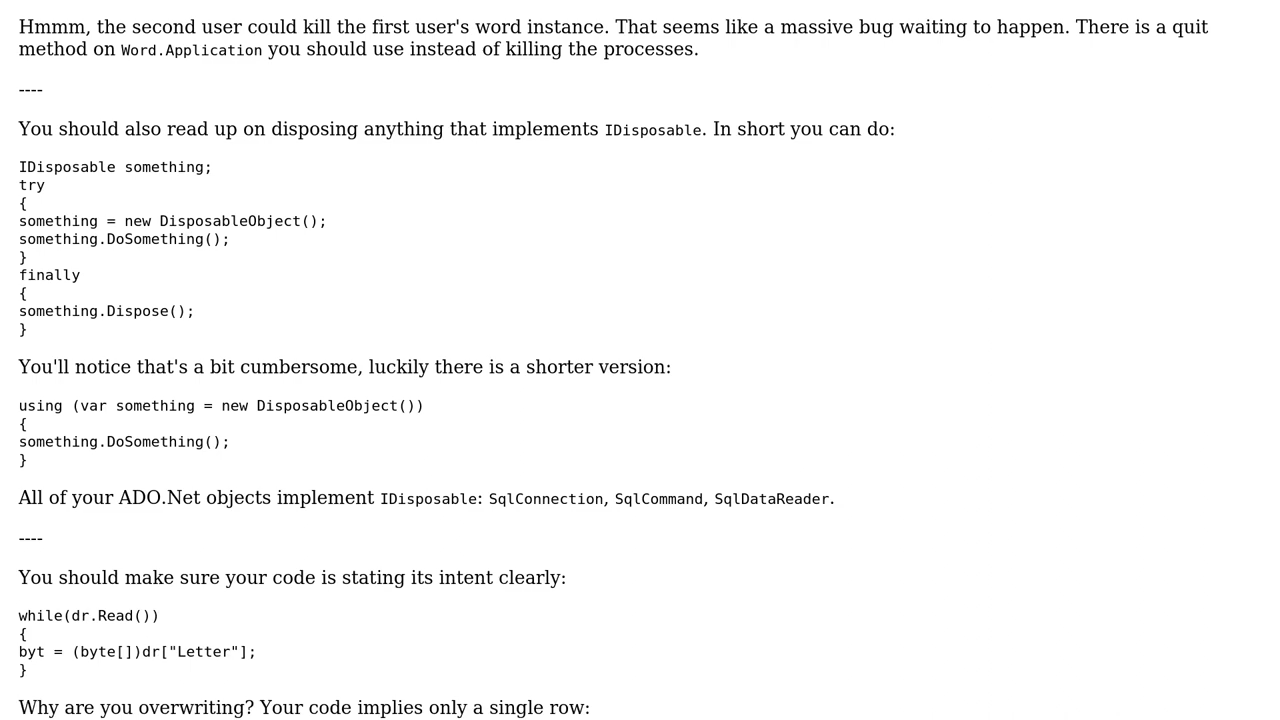 Hmmm, the second user could kill the first user's word instance. That seems like a massive bug waiting to happen. There is a quit
method on Word.Application you should use instead of killing the processes.
----
You should also read up on disposing anything that implements IDisposable. In short you can do:
IDisposable something;
try
{
something = new DisposableObject();
something.DoSomething();
}
finally
{
something.Dispose();
}
You'll notice that's a bit cumbersome, luckily there is a shorter version:
using (var something = new DisposableObject())
{
something.DoSomething();
}
All of your ADO.Net objects implement IDisposable: SqlConnection, SqlCommand, SqlDataReader.
----
You should make sure your code is stating its intent clearly:
while(dr.Read())
{
byt = (byte[])dr["Letter"];
}
Why are you overwriting? Your code implies only a single row: